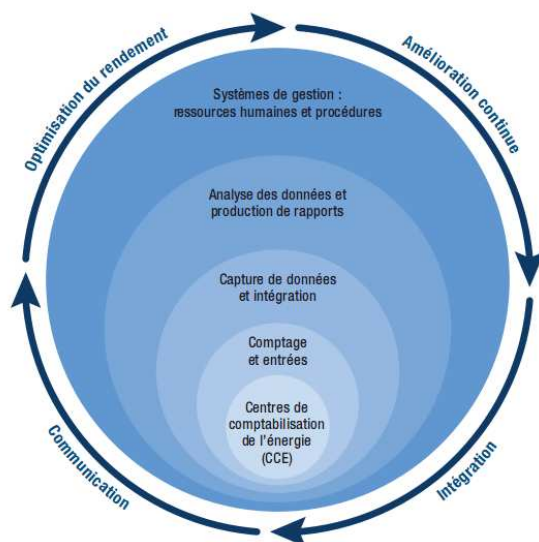 Optimisation du rendement
Amélioration continue
Systèmes de gestion :
ressources humaines et procédures
Analyse des données et
production de rapports
Capture de données
et intégration
Comptage
et entrées
Centres de
comptabilisation
de l’énergie
(CCE)
Communication
Intégration